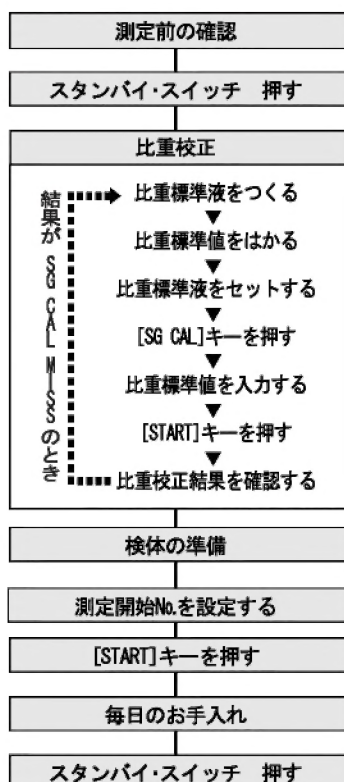 測定前の確認
スタンバイ・スイッチ 押す
比重校正
結果が SG CAL MISS のとき
比重標準液をつくる
▼
比重標準値をはかる
▼
比重標準液をセットする
▼
[SG CAL]キーを押す
▼
比重標準値を入力する
▼
[START]キーを押す
▼
比重校正結果を確認する
検体の準備
測定開始No.を設定する
[START]キーを押す
毎日のお手入れ
スタンバイ・スイッチ 押す